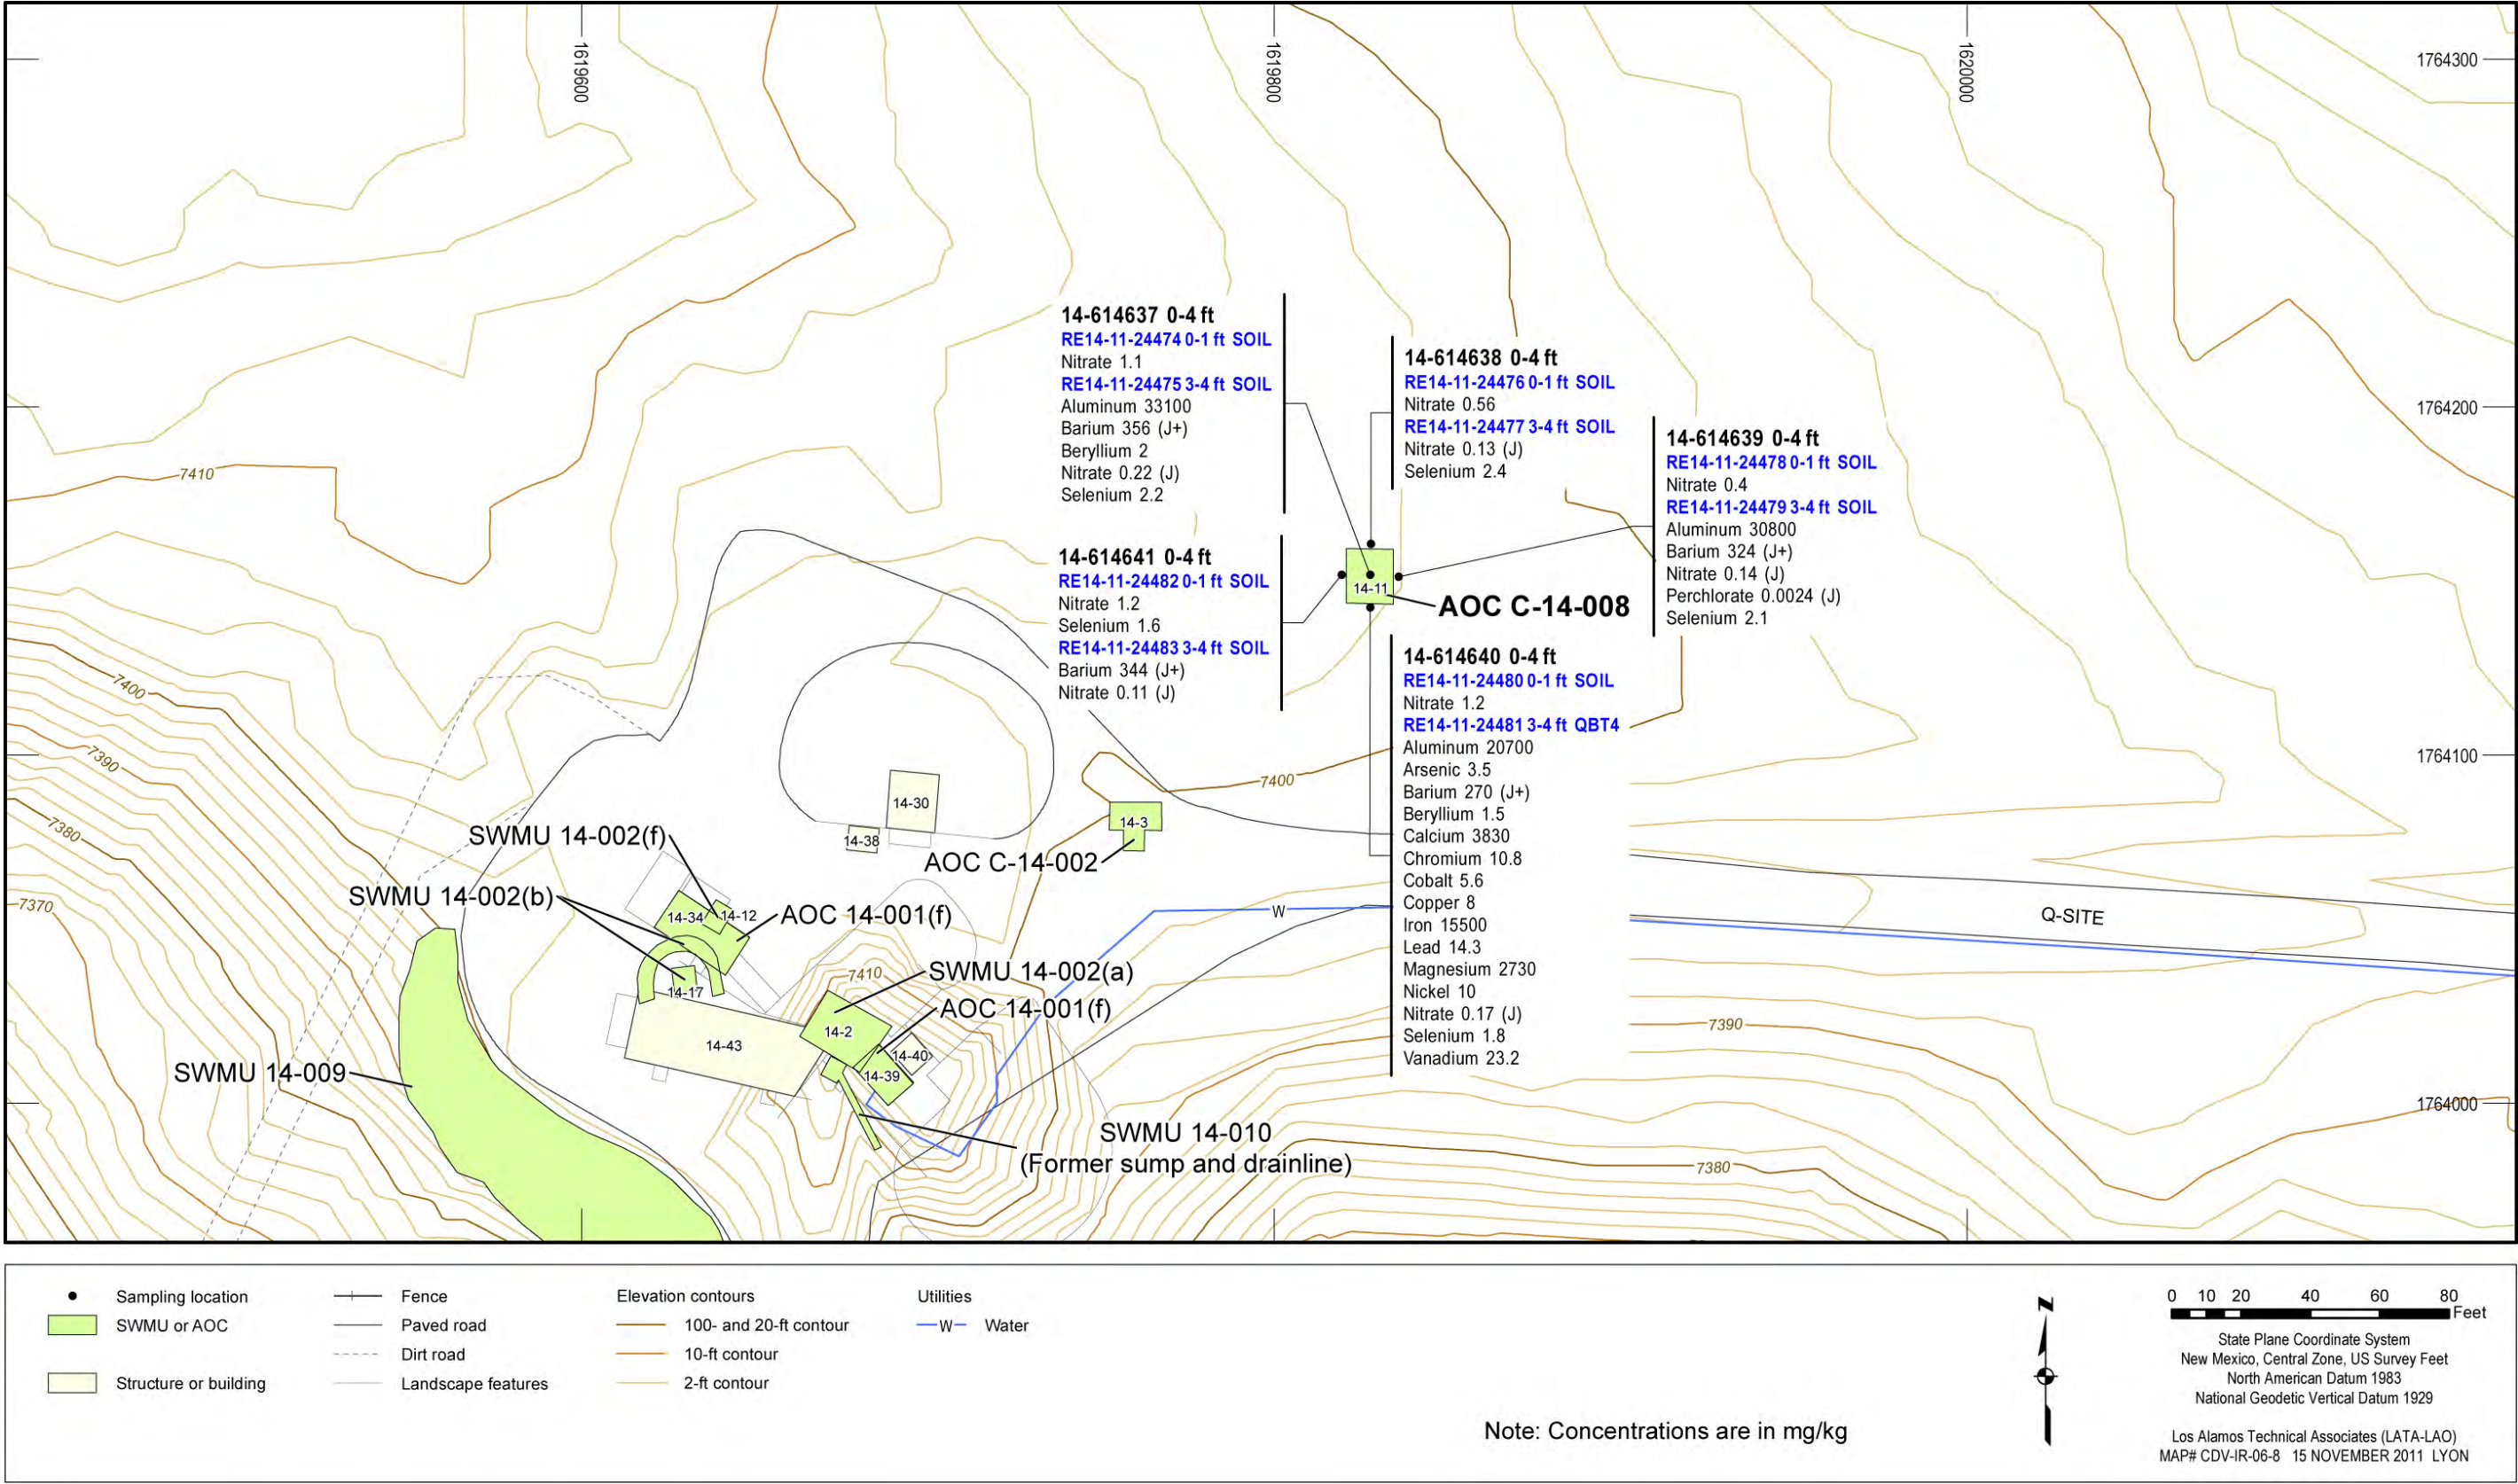 1619600
1619800
1620000
1764300
1764200
1764100
1764000
14-614637 0-4 ft
RE14-11-24474 0-1 ft SOIL
Nitrate 1.1
RE14-11-24475 3-4 ft SOIL
Aluminum 33100
Barium 356 (J+)
Beryllium 2
Nitrate 0.22 (J)
Selenium 2.2
14-614638 0-4 ft
RE14-11-24476 0-1 ft SOIL
Nitrate 0.56
RE14-11-24477 3-4 ft SOIL
Nitrate 0.13 (J)
Selenium 2.4
14-614639 0-4 ft
RE14-11-24478 0-1 ft SOIL
Nitrate 0.4
RE14-11-24479 3-4 ft SOIL
Aluminum 30800
Barium 324 (J+)
Nitrate 0.14 (J)
Perchlorate 0.0024 (J)
Selenium 2.1
14-614641 0-4 ft
RE14-11-24482 0-1 ft SOIL
Nitrate 1.2
Selenium 1.6
RE14-11-24483 3-4 ft SOIL
Barium 344 (J+)
Nitrate 0.11 (J)
14-11
AOC C-14-008
14-614640 0-4 ft
RE14-11-24480 0-1 ft SOIL
Nitrate 1.2
RE14-11-24481 3-4 ft QBT4
Aluminum 20700
Arsenic 3.5
Barium 270 (J+)
Beryllium 1.5
Calcium 3830
Chromium 10.8
Cobalt 5.6
Copper 8
Iron 15500
Lead 14.3
Magnesium 2730
Nickel 10
Nitrate 0.17 (J)
Selenium 1.8
Vanadium 23.2
7410
7400
7390
7380
7370
7400
7410
7390
7380
14-30
14-38
14-3
AOC C-14-002
SWMU 14-002(f)
SWMU 14-002(b)
14-34
14-12
AOC 14-001(f)
14-17
W
Q-SITE
SWMU 14-002(a)
AOC 14-001(f)
14-2
14-43
14-40
14-39
SWMU 14-009
SWMU 14-010
(Former sump and drainline)
Sampling location
SWMU or AOC
Structure or building
Fence
Paved road
Dirt road
Landscape features
Elevation contours
100- and 20-ft contour
10-ft contour
2-ft contour
Utilities
W Water
Note: Concentrations are in mg/kg
N
0 10 20 40 60 80
Feet
State Plane Coordinate System
New Mexico, Central Zone, US Survey Feet
North American Datum 1983
National Geodetic Vertical Datum 1929
Los Alamos Technical Associates (LATA-LAO)
MAP# CDV-IR-06-8 15 NOVEMBER 2011 LYON